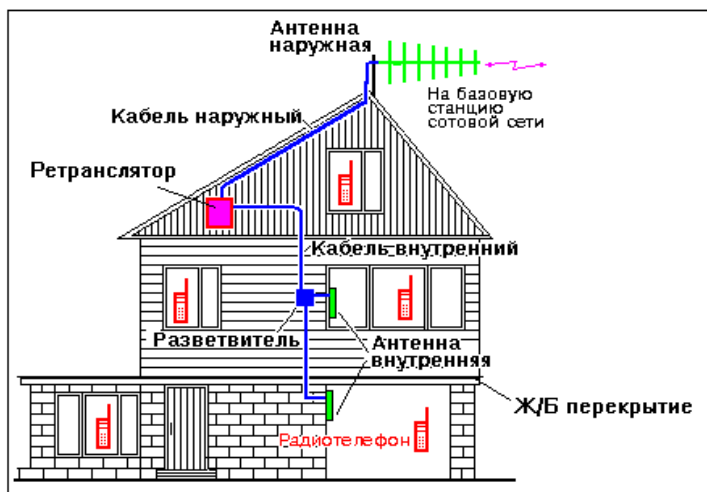 Антенна
наружная
На базовую
станцию
сотовой сети
Кабель наружный
Ретранслятор
Кабель внутренний
Разветвитель
Антенна
внутренняя
Ж/Б перекрытие
Радиотелефон